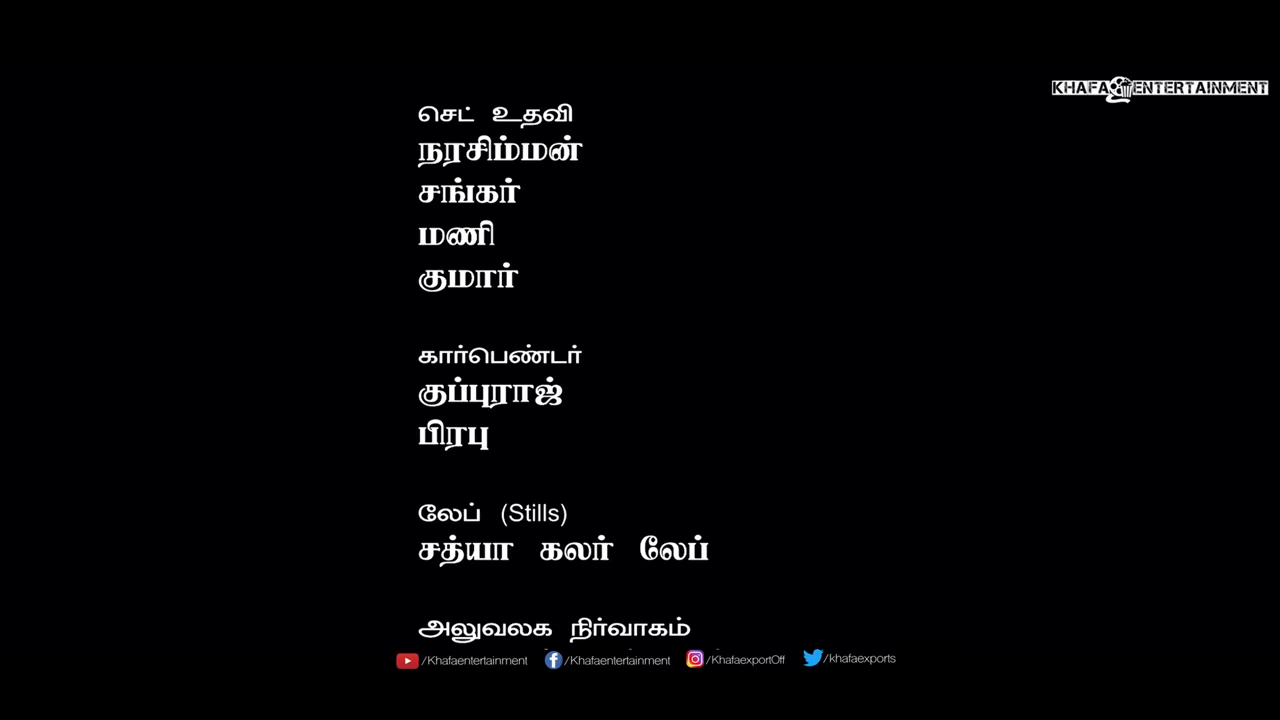 KHAFA ENTERTAINMENT
செட் உதவி
நரசிம்மன்
சங்கர்
மணி
குமார்
கார்பெண்டர்
குப்புராஜ்
பிரபு
லேப் (Stills)
சத்யா கலர் லேப்
அலுவலக நிர்வாகம்
/Khafaentertainment /Khafaentertainment /KhafaexportOff /khafaexports